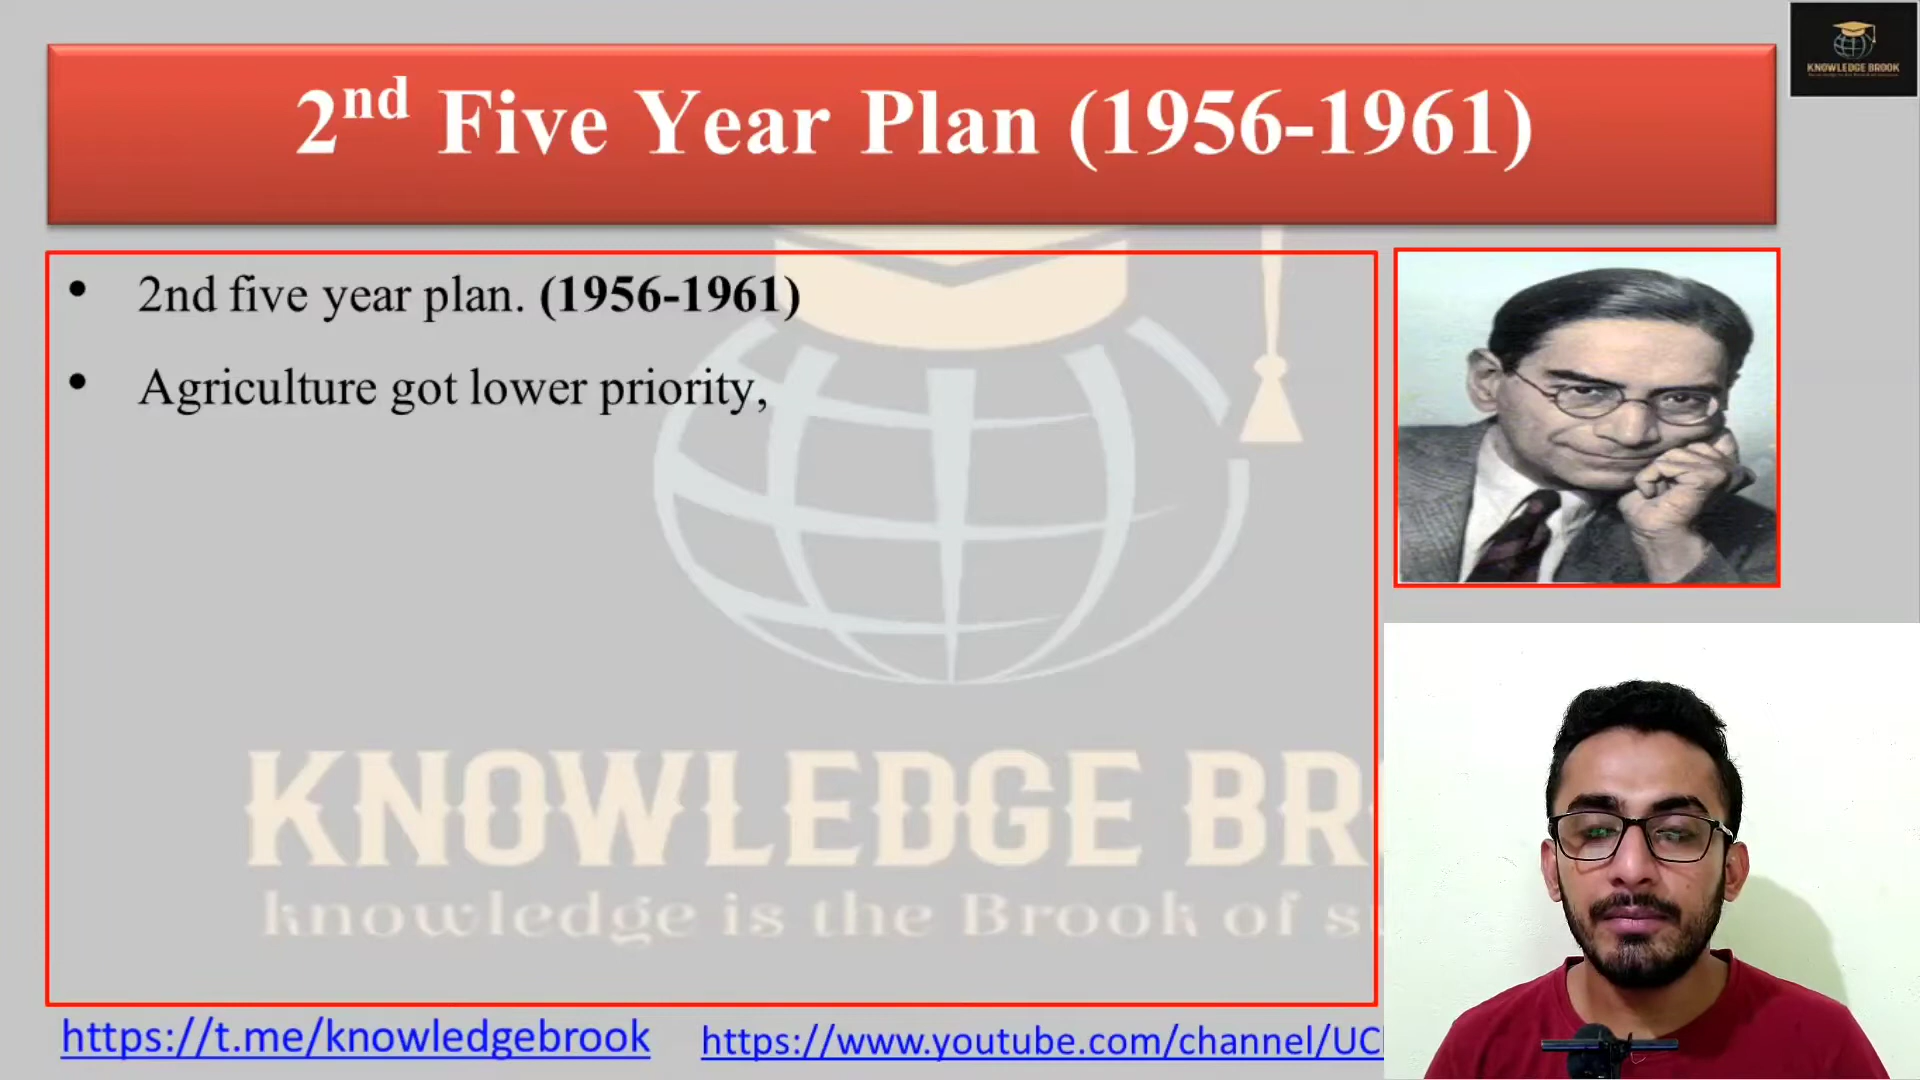 KNOWLEDGE BROOK
2nd Five Year Plan (1956-1961)
• 2nd five year plan. (1956-1961)
• Agriculture got lower priority,
KNOWLEDGE BR
knowledge is the Brook of s
https://t.me/knowledgebrook
https://www.youtube.com/channel/UC